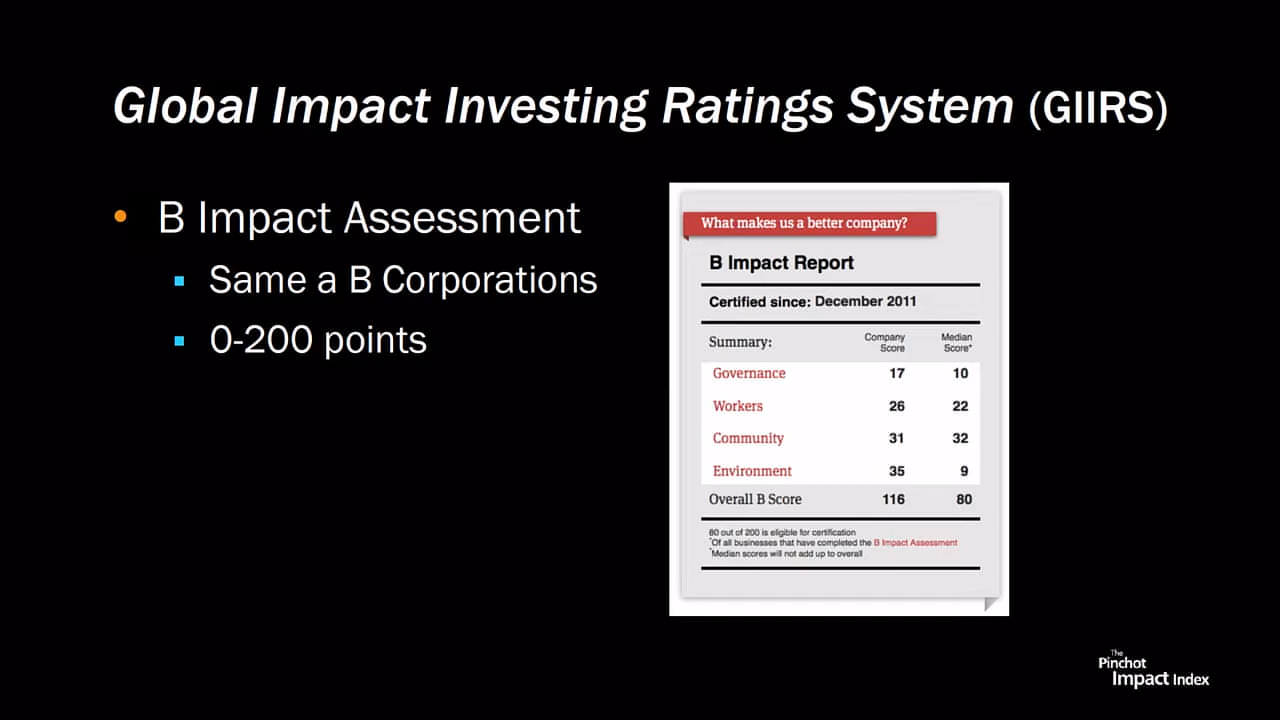 Global Impact Investing Ratings System (GIIRS)
• B Impact Assessment
▪ Same a B Corporations
▪ 0-200 points
What makes us a better company?
B Impact Report
Certified since: December 2011
Summary: Company Score Median Score*
Governance 17 10
Workers 26 22
Community 31 32
Environment 35 9
Overall B Score 116 80
80 out of 200 is eligible for certification
*Of all businesses that have completed the B Impact Assessment
*Median scores will not add up to overall
The
Pinchot
Impact Index